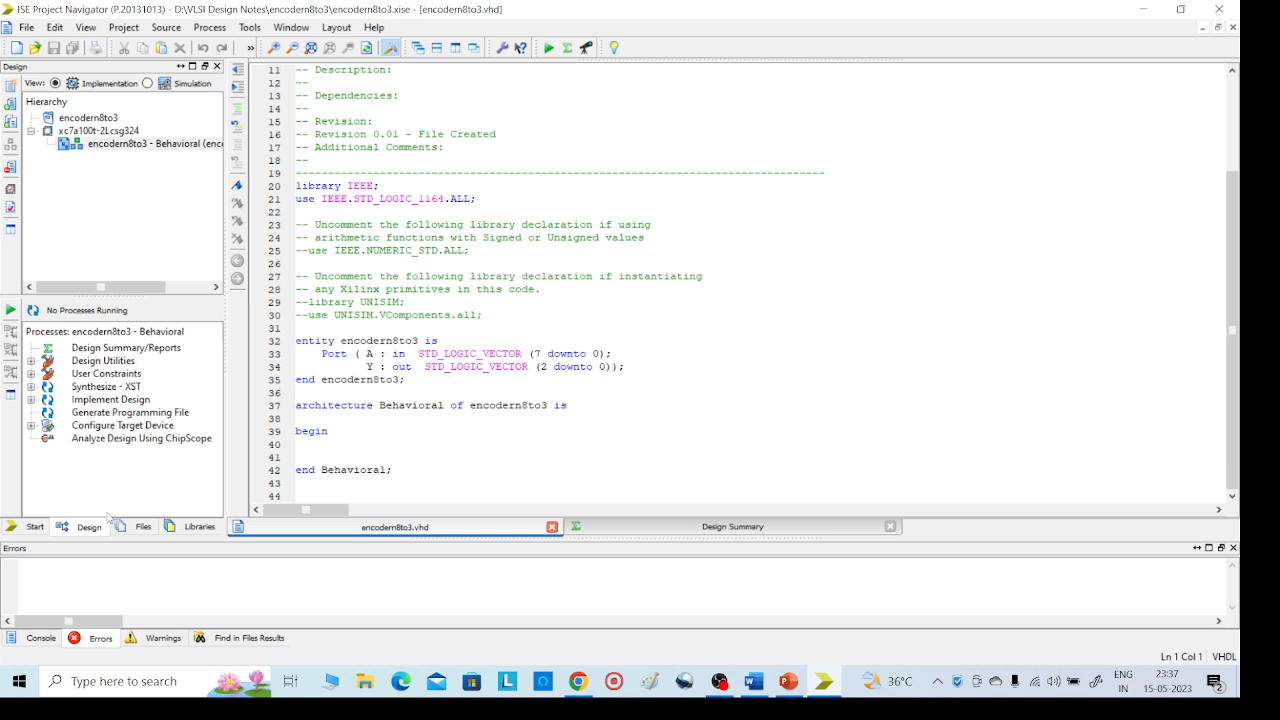 ISE Project Navigator (P.20131013) - D:\VLSI Design Notes\encodern8to3\encodern8to3.xise - [encodern8to3.vhd]
File Edit View Project Source Process Tools Window Layout Help
Design
View: Implementation Simulation
Hierarchy
encodern8to3
xc7a100t-2Lcsg324
encodern8to3 - Behavioral (enco
No Processes Running
Processes: encodern8to3 - Behavioral
Design Summary/Reports
Design Utilities
User Constraints
Synthesize - XST
Implement Design
Generate Programming File
Configure Target Device
Analyze Design Using ChipScope
Start Design Files Libraries
11 -- Description:
12 --
13 -- Dependencies:
14 --
15 -- Revision:
16 -- Revision 0.01 - File Created
17 -- Additional Comments:
18 --
19 ----------------------------------------------------------------------------------
20 library IEEE;
21 use IEEE.STD_LOGIC_1164.ALL;
22
23 -- Uncomment the following library declaration if using
24 -- arithmetic functions with Signed or Unsigned values
25 --use IEEE.NUMERIC_STD.ALL;
26
27 -- Uncomment the following library declaration if instantiating
28 -- any Xilinx primitives in this code.
29 --library UNISIM;
30 --use UNISIM.VComponents.all;
31
32 entity encodern8to3 is
33 Port ( A : in STD_LOGIC_VECTOR (7 downto 0);
34 Y : out STD_LOGIC_VECTOR (2 downto 0));
35 end encodern8to3;
36
37 architecture Behavioral of encodern8to3 is
38
39 begin
40
41
42 end Behavioral;
43
44
encodern8to3.vhd Design Summary
Errors
Console Errors Warnings Find in Files Results
Ln 1 Col 1 VHDL
Type here to search
36°C
ENG
IN
23:37
15-05-2023
2